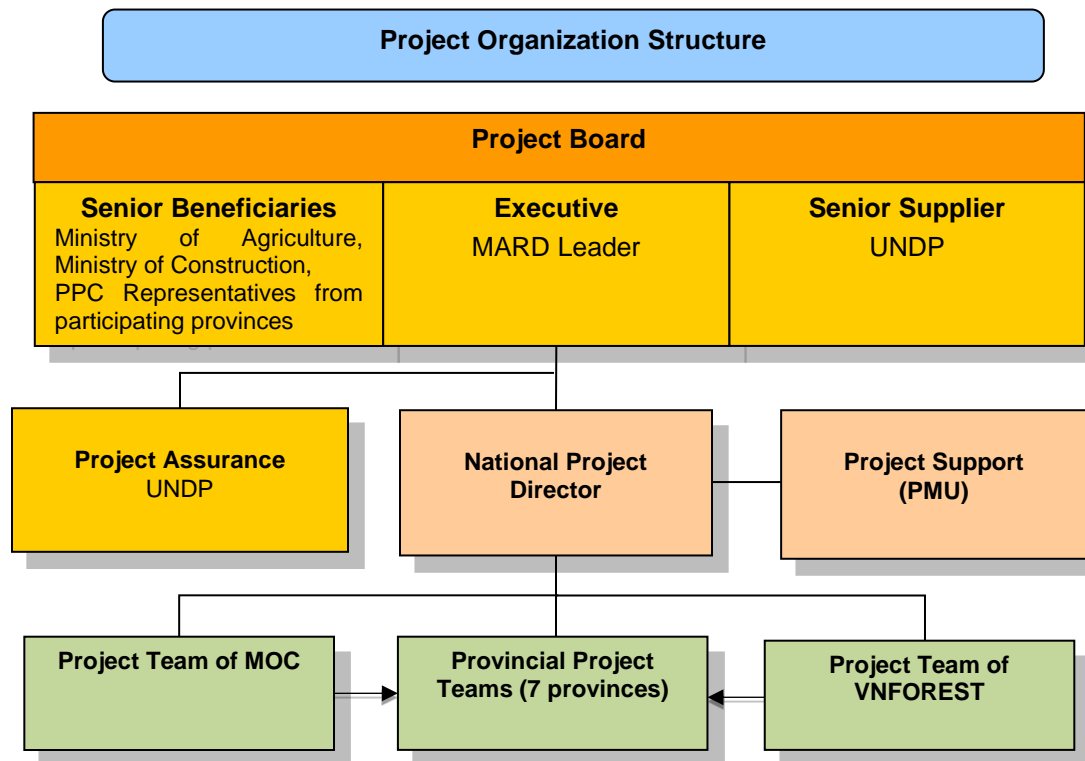 Project Organization Structure
Project Board
Senior Beneficiaries
Ministry of Agriculture,
Ministry of Construction,
PPC Representatives from
participating provinces
Executive
MARD Leader
Senior Supplier
UNDP
Project Assurance
UNDP
National Project
Director
Project Support
(PMU)
Project Team of MOC
Provincial Project
Teams (7 provinces)
Project Team of
VNFOREST